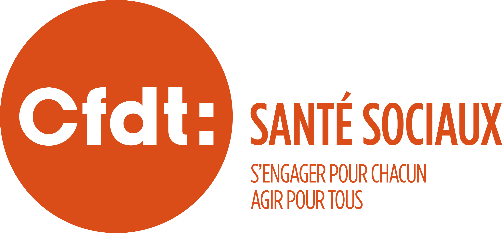 Cfdt:
SANTÉ SOCIAUX
S'ENGAGER POUR CHACUN
AGIR POUR TOUS